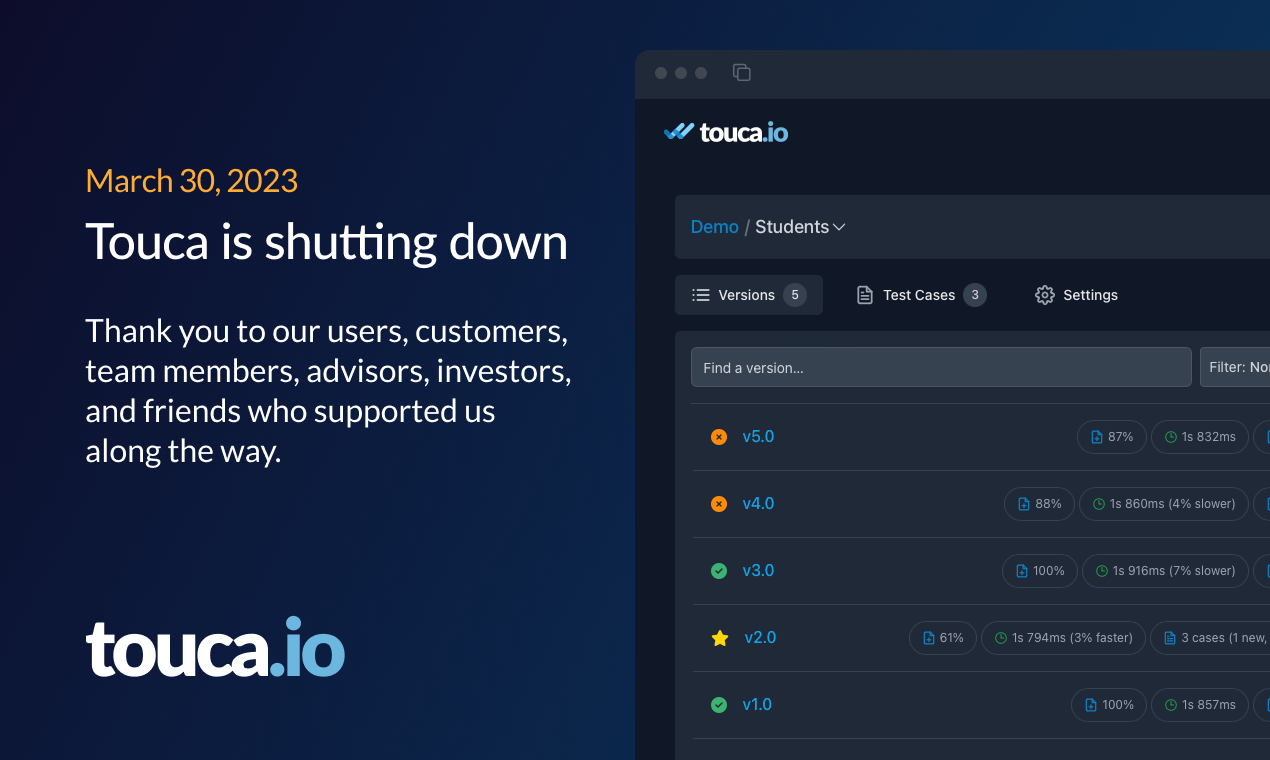 March 30, 2023
Touca is shutting down
Thank you to our users, customers,
team members, advisors, investors,
and friends who supported us
along the way.
touca.io
touca.io
Demo / Students
Versions 5 Test Cases 3 Settings
Find a version... Filter:
v5.0 87% 1s 832ms
v4.0 88% 1s 860ms (4% slower)
v3.0 100% 1s 916ms (7% slower)
v2.0 61% 1s 794ms (3% faster) 3 cases (1 new,
v1.0 100% 1s 857ms